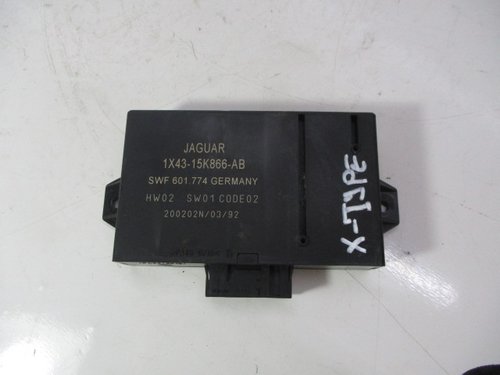 JAGUAR
1X43-15K866-AB
SWF 601.774 GERMANY
HW02 SW01 CODE02
200202N/03/92
X-TYPE